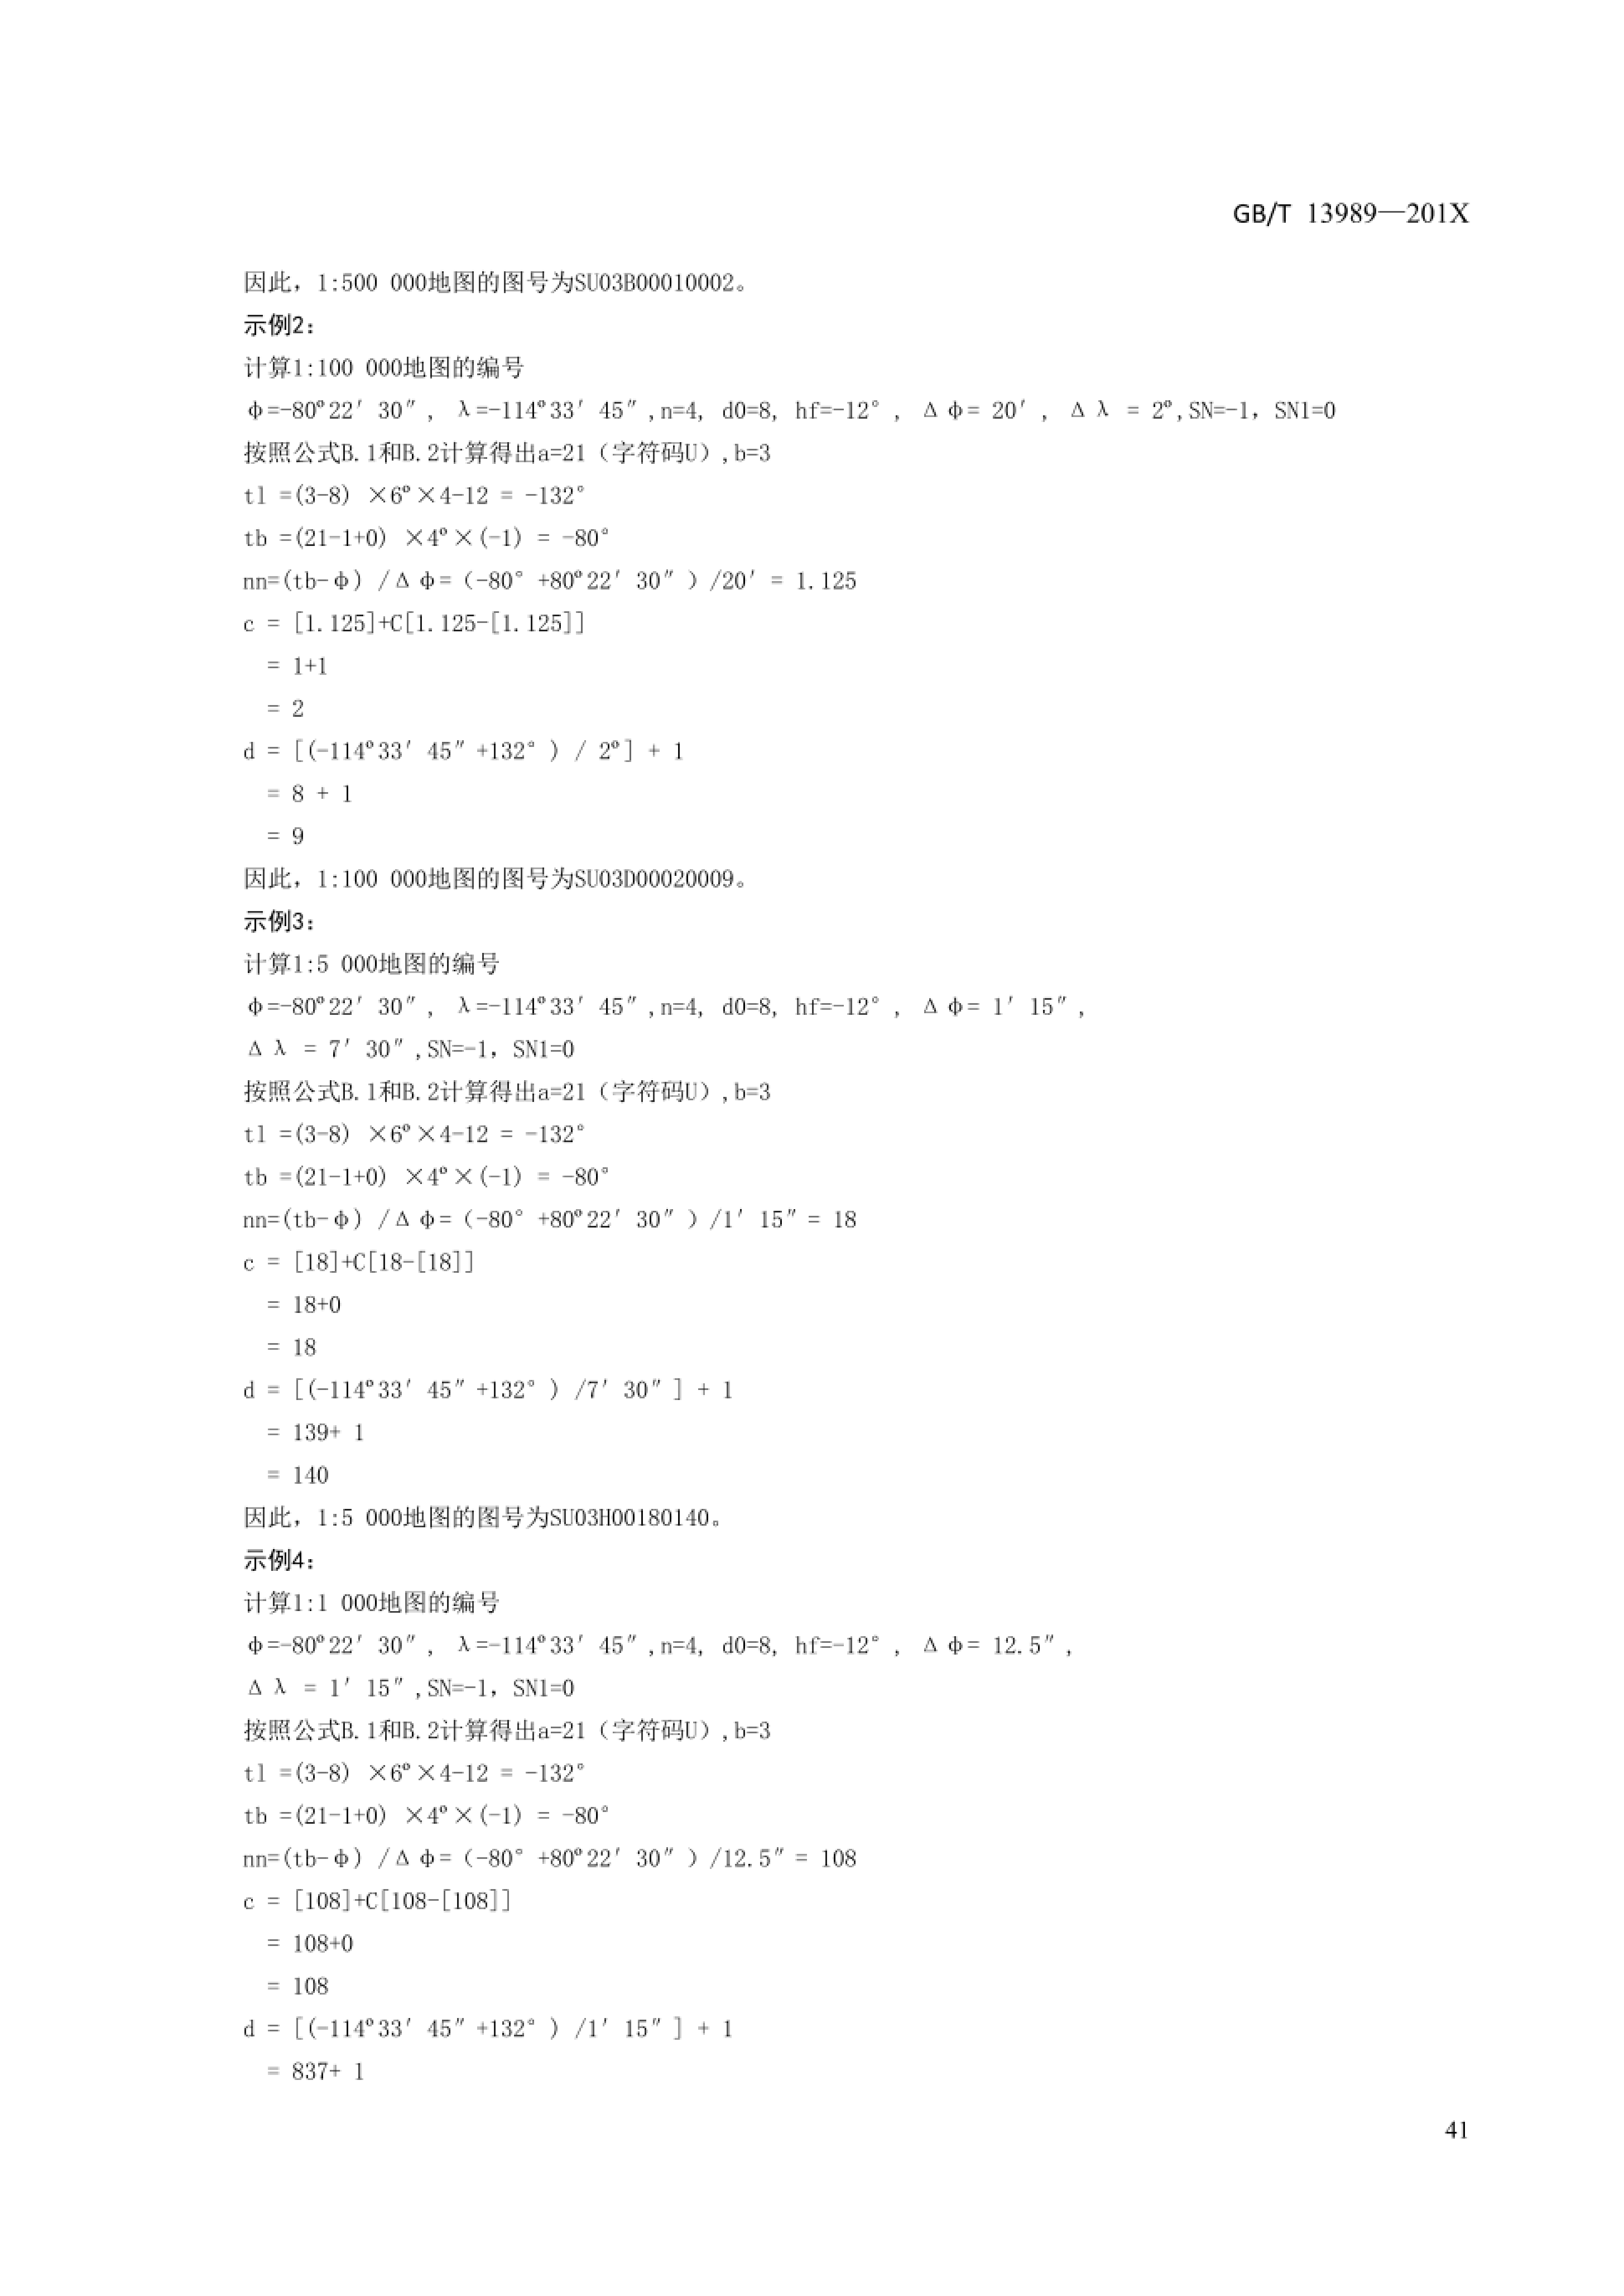 GB/T 13989—201X
因此，1:500 000地图的图号为SU03B00010002。
示例2：
计算1:100 000地图的编号
φ=-80º22′30″, λ=-114º33′45″,n=4, d0=8, hf=-12°, Δφ= 20′, Δλ = 2º,SN=-1，SN1=0
按照公式B.1和B.2计算得出a=21（字符码U）,b=3
tl =(3-8) ×6º×4-12 = -132°
tb =(21-1+0) ×4º×(-1) = -80°
nn=(tb-φ) /Δφ=（-80° +80º22′30″）/20′ = 1.125
c = [1.125]+C[1.125-[1.125]]
= 1+1
= 2
d = [(-114º33′45″+132° ) / 2º] + 1
= 8 + 1
= 9
因此，1:100 000地图的图号为SU03D00020009。
示例3：
计算1:5 000地图的编号
φ=-80º22′30″, λ=-114º33′45″,n=4, d0=8, hf=-12°, Δφ= 1′15″,
Δλ = 7′30″,SN=-1，SN1=0
按照公式B.1和B.2计算得出a=21（字符码U）,b=3
tl =(3-8) ×6º×4-12 = -132°
tb =(21-1+0) ×4º×(-1) = -80°
nn=(tb-φ) /Δφ=（-80° +80º22′30″）/1′15″= 18
c = [18]+C[18-[18]]
= 18+0
= 18
d = [(-114º33′45″+132° ) /7′30″] + 1
= 139+ 1
= 140
因此，1:5 000地图的图号为SU03H00180140。
示例4：
计算1:1 000地图的编号
φ=-80º22′30″, λ=-114º33′45″,n=4, d0=8, hf=-12°, Δφ= 12.5″,
Δλ = 1′15″,SN=-1，SN1=0
按照公式B.1和B.2计算得出a=21（字符码U）,b=3
tl =(3-8) ×6º×4-12 = -132°
tb =(21-1+0) ×4º×(-1) = -80°
nn=(tb-φ) /Δφ=（-80° +80º22′30″）/12.5″= 108
c = [108]+C[108-[108]]
= 108+0
= 108
d = [(-114º33′45″+132° ) /1′15″] + 1
= 837+ 1
41